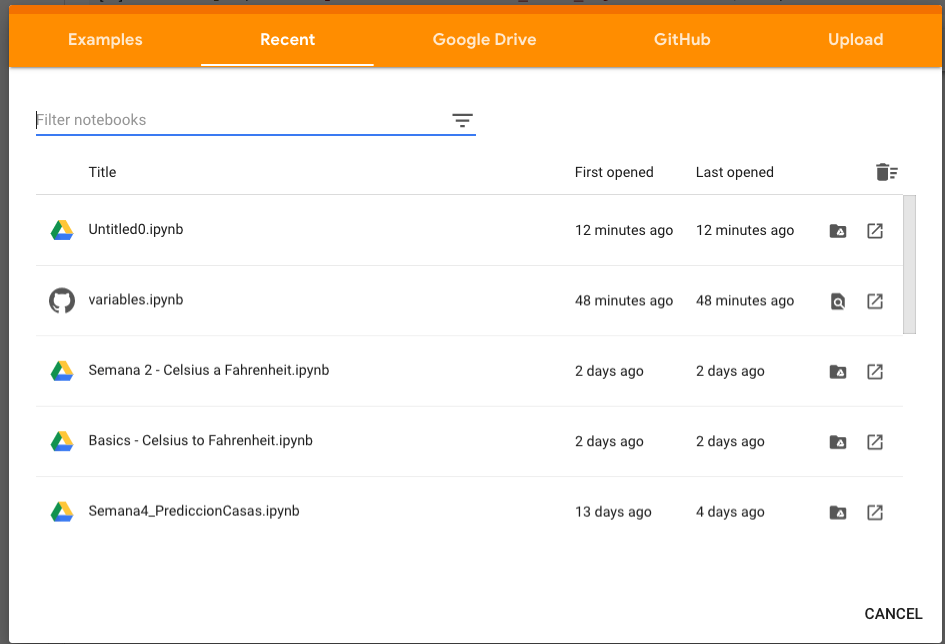 Examples Recent Google Drive GitHub Upload
Filter notebooks
Title First opened Last opened
Untitled0.ipynb 12 minutes ago 12 minutes ago
variables.ipynb 48 minutes ago 48 minutes ago
Semana 2 - Celsius a Fahrenheit.ipynb 2 days ago 2 days ago
Basics - Celsius to Fahrenheit.ipynb 2 days ago 2 days ago
Semana4_PrediccionCasas.ipynb 13 days ago 4 days ago
CANCEL